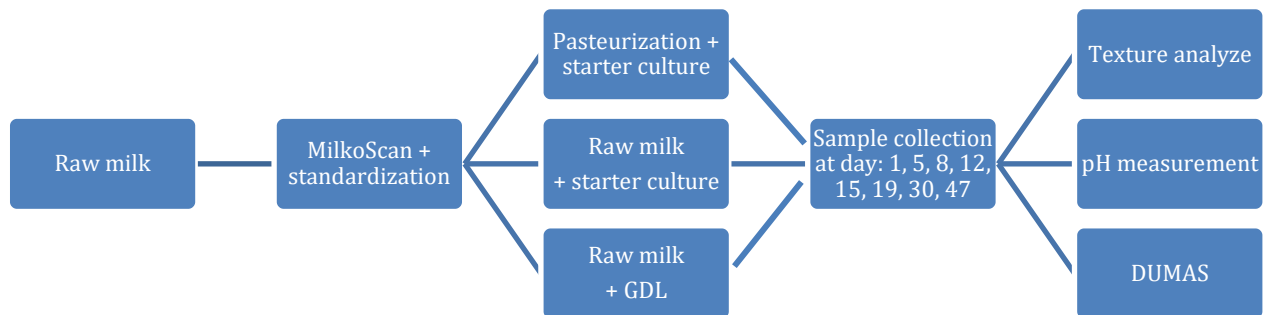 Raw milk
MilkoScan +
standardization
Pasteurization +
starter culture
Raw milk
+ starter culture
Raw milk
+ GDL
Sample collection
at day: 1, 5, 8, 12,
15, 19, 30, 47
Texture analyze
pH measurement
DUMAS